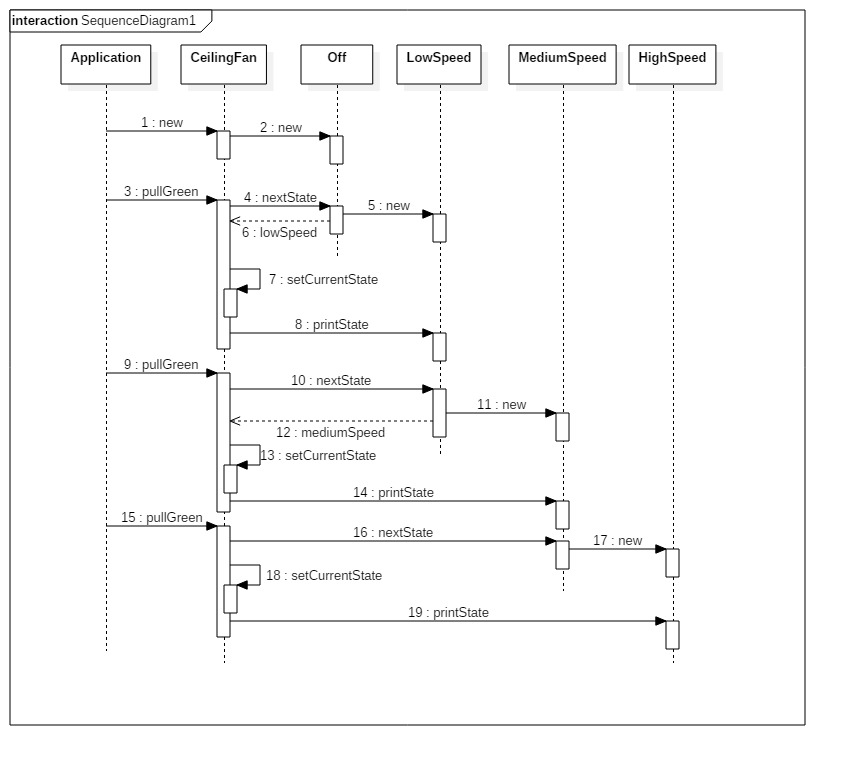 interaction SequenceDiagram1
Application
CeilingFan
Off
LowSpeed
MediumSpeed
HighSpeed
1 : new
2 : new
3 : pullGreen
4 : nextState
5 : new
6 : lowSpeed
7 : setCurrentState
8 : printState
9 : pullGreen
10 : nextState
11 : new
12 : mediumSpeed
13 : setCurrentState
14 : printState
15 : pullGreen
16 : nextState
17 : new
18 : setCurrentState
19 : printState